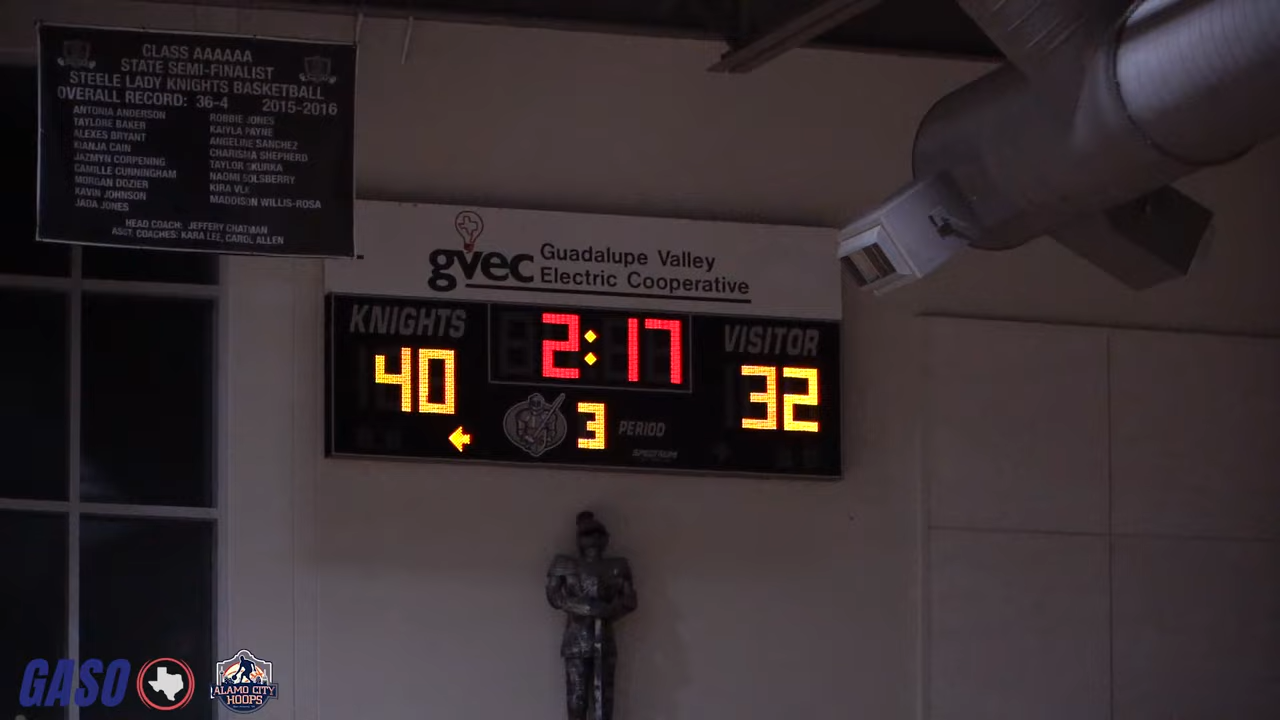 CLASS AAAAAA
STATE SEMI-FINALIST
STEELE LADY KNIGHTS BASKETBALL
OVERALL RECORD: 36-4 2015-2016
ANTONIA ANDERSON
TAYLORE BAKER
ALEXES BRYANT
KIANJA CAIN
JAZMYN CORPENING
CAMILLE CUNNINGHAM
MORGAN DOZIER
KAVIN JOHNSON
JADA JONES
ROBBIE JONES
KAIYLA PAYNE
ANGELINE SANCHEZ
CHARISMA SHEPHERD
TAYLOR SKURKA
NAOMI SOLSBERRY
KIRA
MADDISON WILLIS-ROSA
HEAD COACH: JEFFERY CHATMAN
ASST. COACHES: KARA LEE, CAROL ALLEN
gvec
Guadalupe Valley
Electric Cooperative
KNIGHTS
2:17
VISITOR
40
32
3 PERIOD
SPECTRUM
GASO
ALAMO CITY
HOOPS